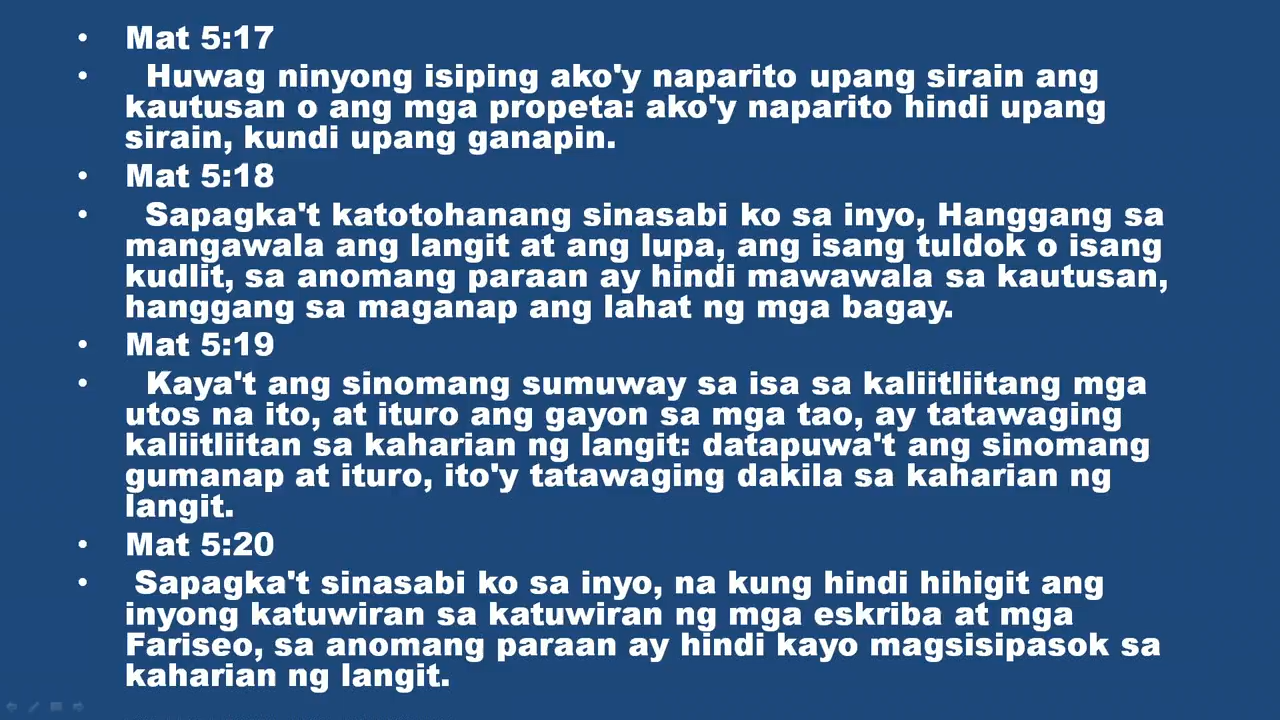 • Mat 5:17
• Huwag ninyong isiping ako'y naparito upang sirain ang
kautusan o ang mga propeta: ako'y naparito hindi upang
sirain, kundi upang ganapin.
• Mat 5:18
• Sapagka't katotohanang sinasabi ko sa inyo, Hanggang sa
mangawala ang langit at ang lupa, ang isang tuldok o isang
kudlit, sa anomang paraan ay hindi mawawala sa kautusan,
hanggang sa maganap ang lahat ng mga bagay.
• Mat 5:19
• Kaya't ang sinomang sumuway sa isa sa kaliitliitang mga
utos na ito, at ituro ang gayon sa mga tao, ay tatawaging
kaliitliitan sa kaharian ng langit: datapuwa't ang sinomang
gumanap at ituro, ito'y tatawaging dakila sa kaharian ng
langit.
• Mat 5:20
• Sapagka't sinasabi ko sa inyo, na kung hindi hihigit ang
inyong katuwiran sa katuwiran ng mga eskriba at mga
Fariseo, sa anomang paraan ay hindi kayo magsisipasok sa
kaharian ng langit.